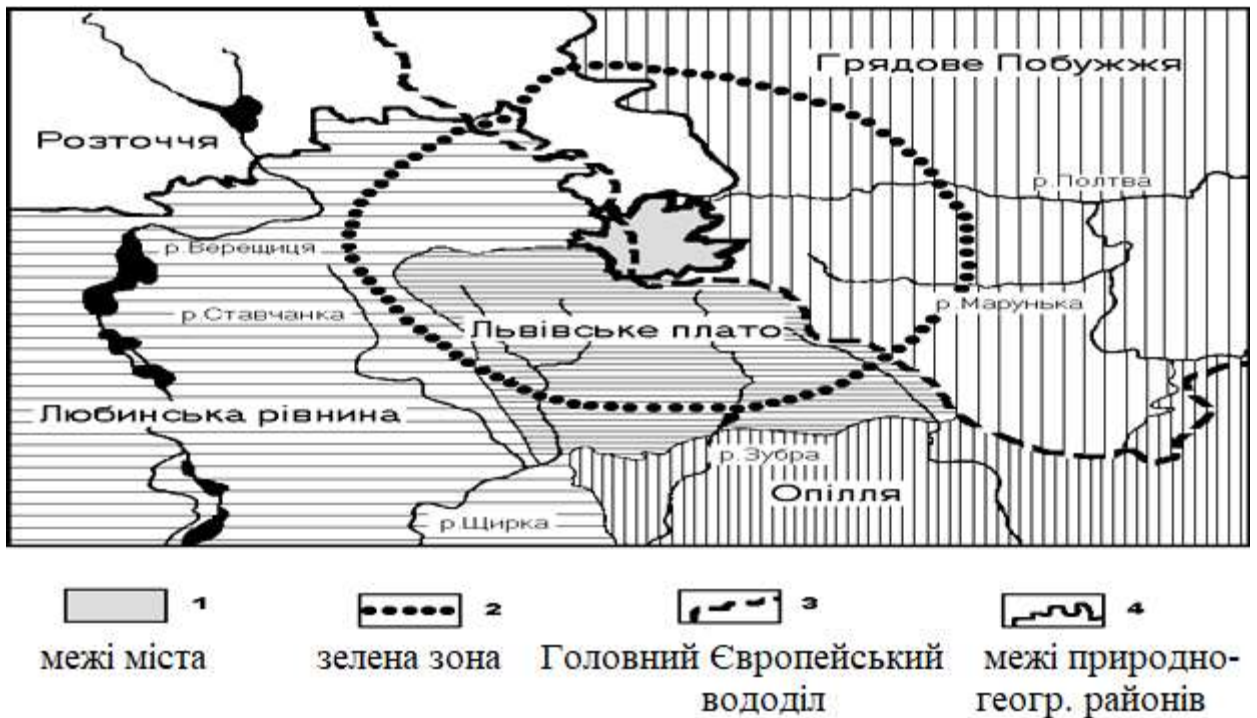 Грядове Побужжя
Розточчя
р.Полтва
р.Верещиця
р.Марунька
р.Ставчанка
Львівське плато
Любинська рівнина
р.Зубра
Опілля
р.Щирка
1
2
3
4
межі міста
зелена зона
Головний Європейський
вододіл
межі природно-
геогр. районів